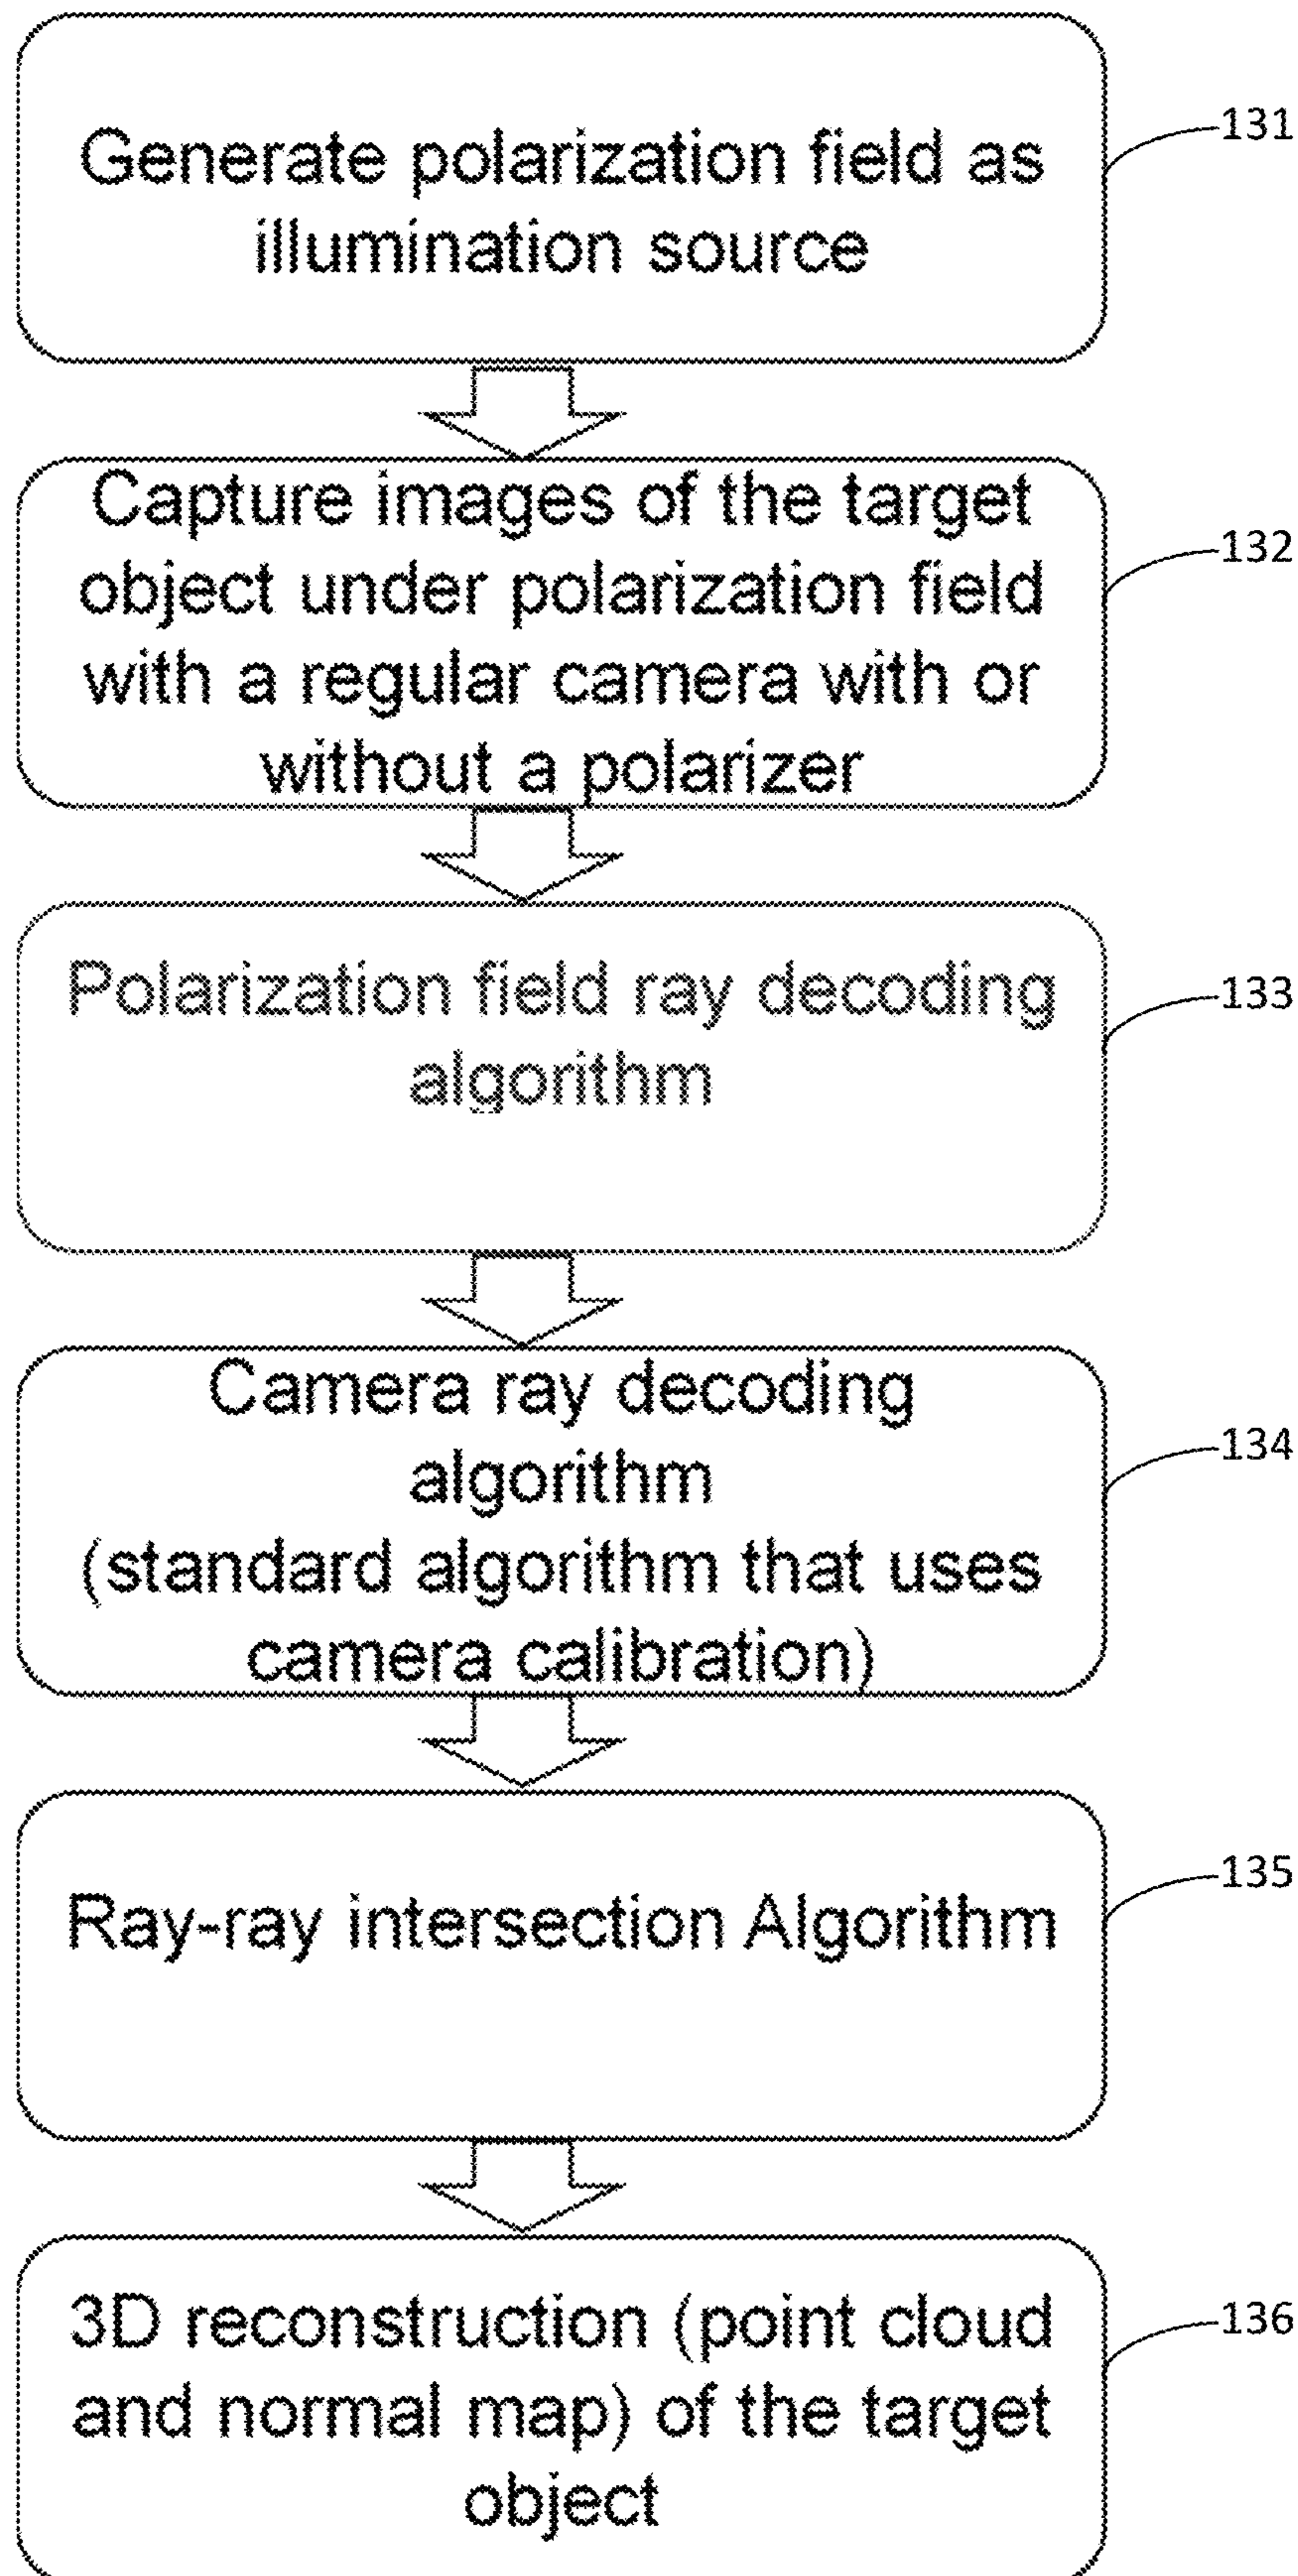 Generate polarization field as
illumination source
131
Capture images of the target
object under polarization field
with a regular camera with or
without a polarizer
132
Polarization field ray decoding
algorithm
133
Camera ray decoding
algorithm
(standard algorithm that uses
camera calibration)
134
Ray-ray intersection Algorithm
135
3D reconstruction (point cloud
and normal map) of the target
object
136